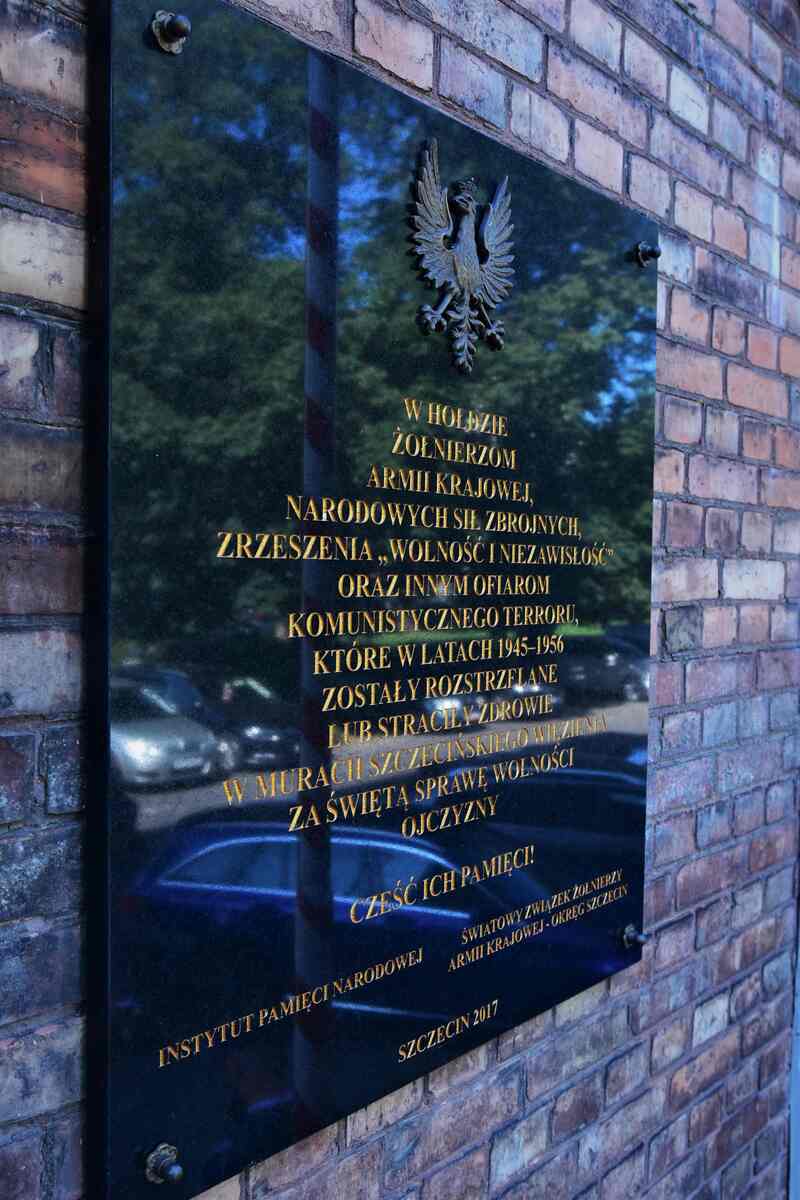 W HOŁDZIE
ŻOŁNIERZOM
ARMII KRAJOWEJ,
NARODOWYCH SIŁ ZBROJNYCH,
ZRZESZENIA „WOLNOŚĆ I NIEZAWISŁOŚĆ”
ORAZ INNYM OFIAROM
KOMUNISTYCZNEGO TERRORU,
KTÓRE W LATACH 1945–1956
ZOSTAŁY ROZSTRZELANE
LUB STRACIŁY ZDROWIE
W MURACH SZCZECIŃSKIEGO WIĘZIENIA
ZA ŚWIĘTĄ SPRAWĘ WOLNOŚCI
OJCZYZNY
CZEŚĆ ICH PAMIĘCI!
INSTYTUT PAMIĘCI NARODOWEJ
ŚWIATOWY ZWIĄZEK ŻOŁNIERZY
ARMII KRAJOWEJ - OKRĘG SZCZECIN
SZCZECIN 2017